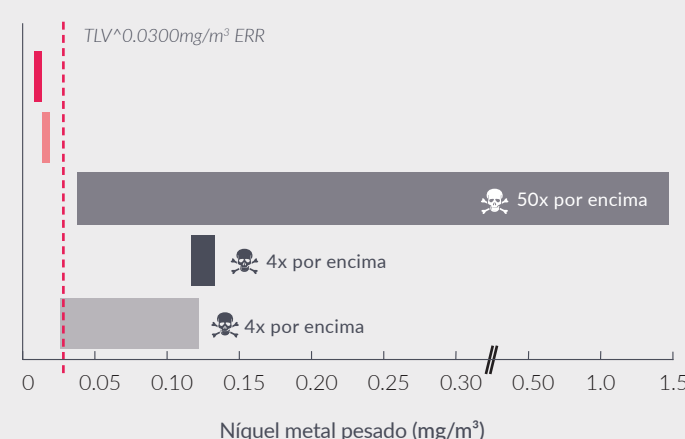 TLV^0.0300mg/m³ ERR
50x por encima
4x por encima
4x por encima
0 0.05 0.10 0.15 0.20 0.25 0.30 0.50 1.0 1.5
Níquel metal pesado (mg/m³)